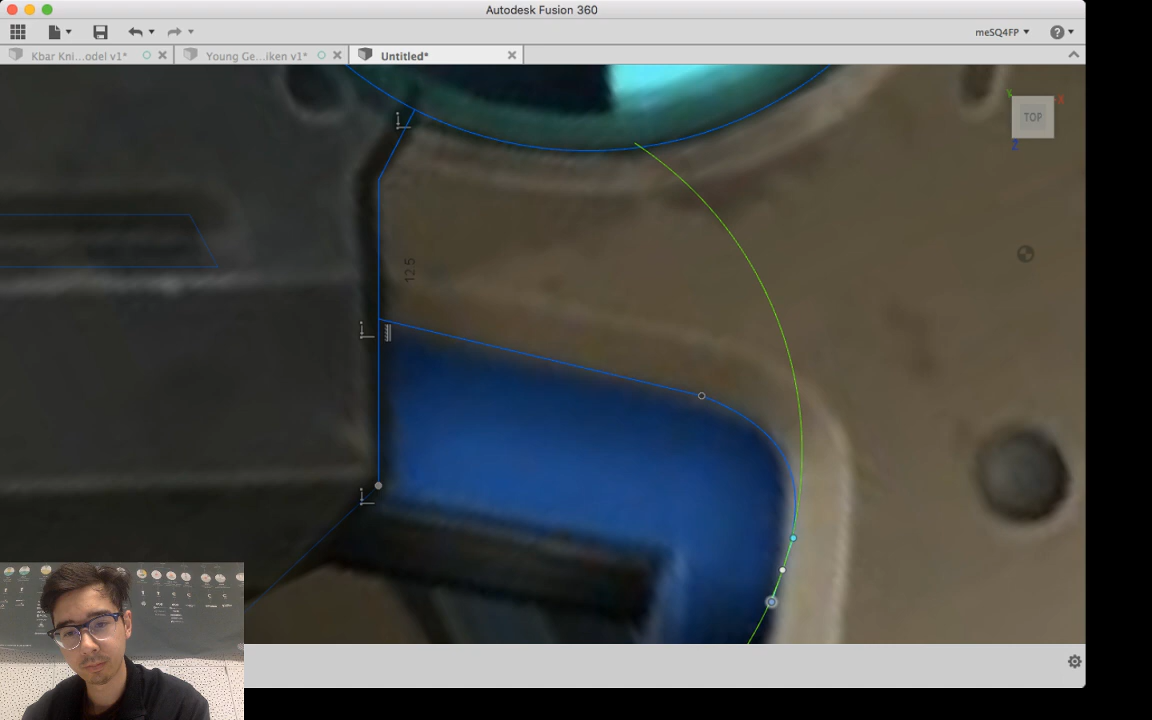 Autodesk Fusion 360
meSQ4FP
Kbar Kni...odel v1*
Young Ge...iken v1*
Untitled*
Y
X
TOP
Z
12.5